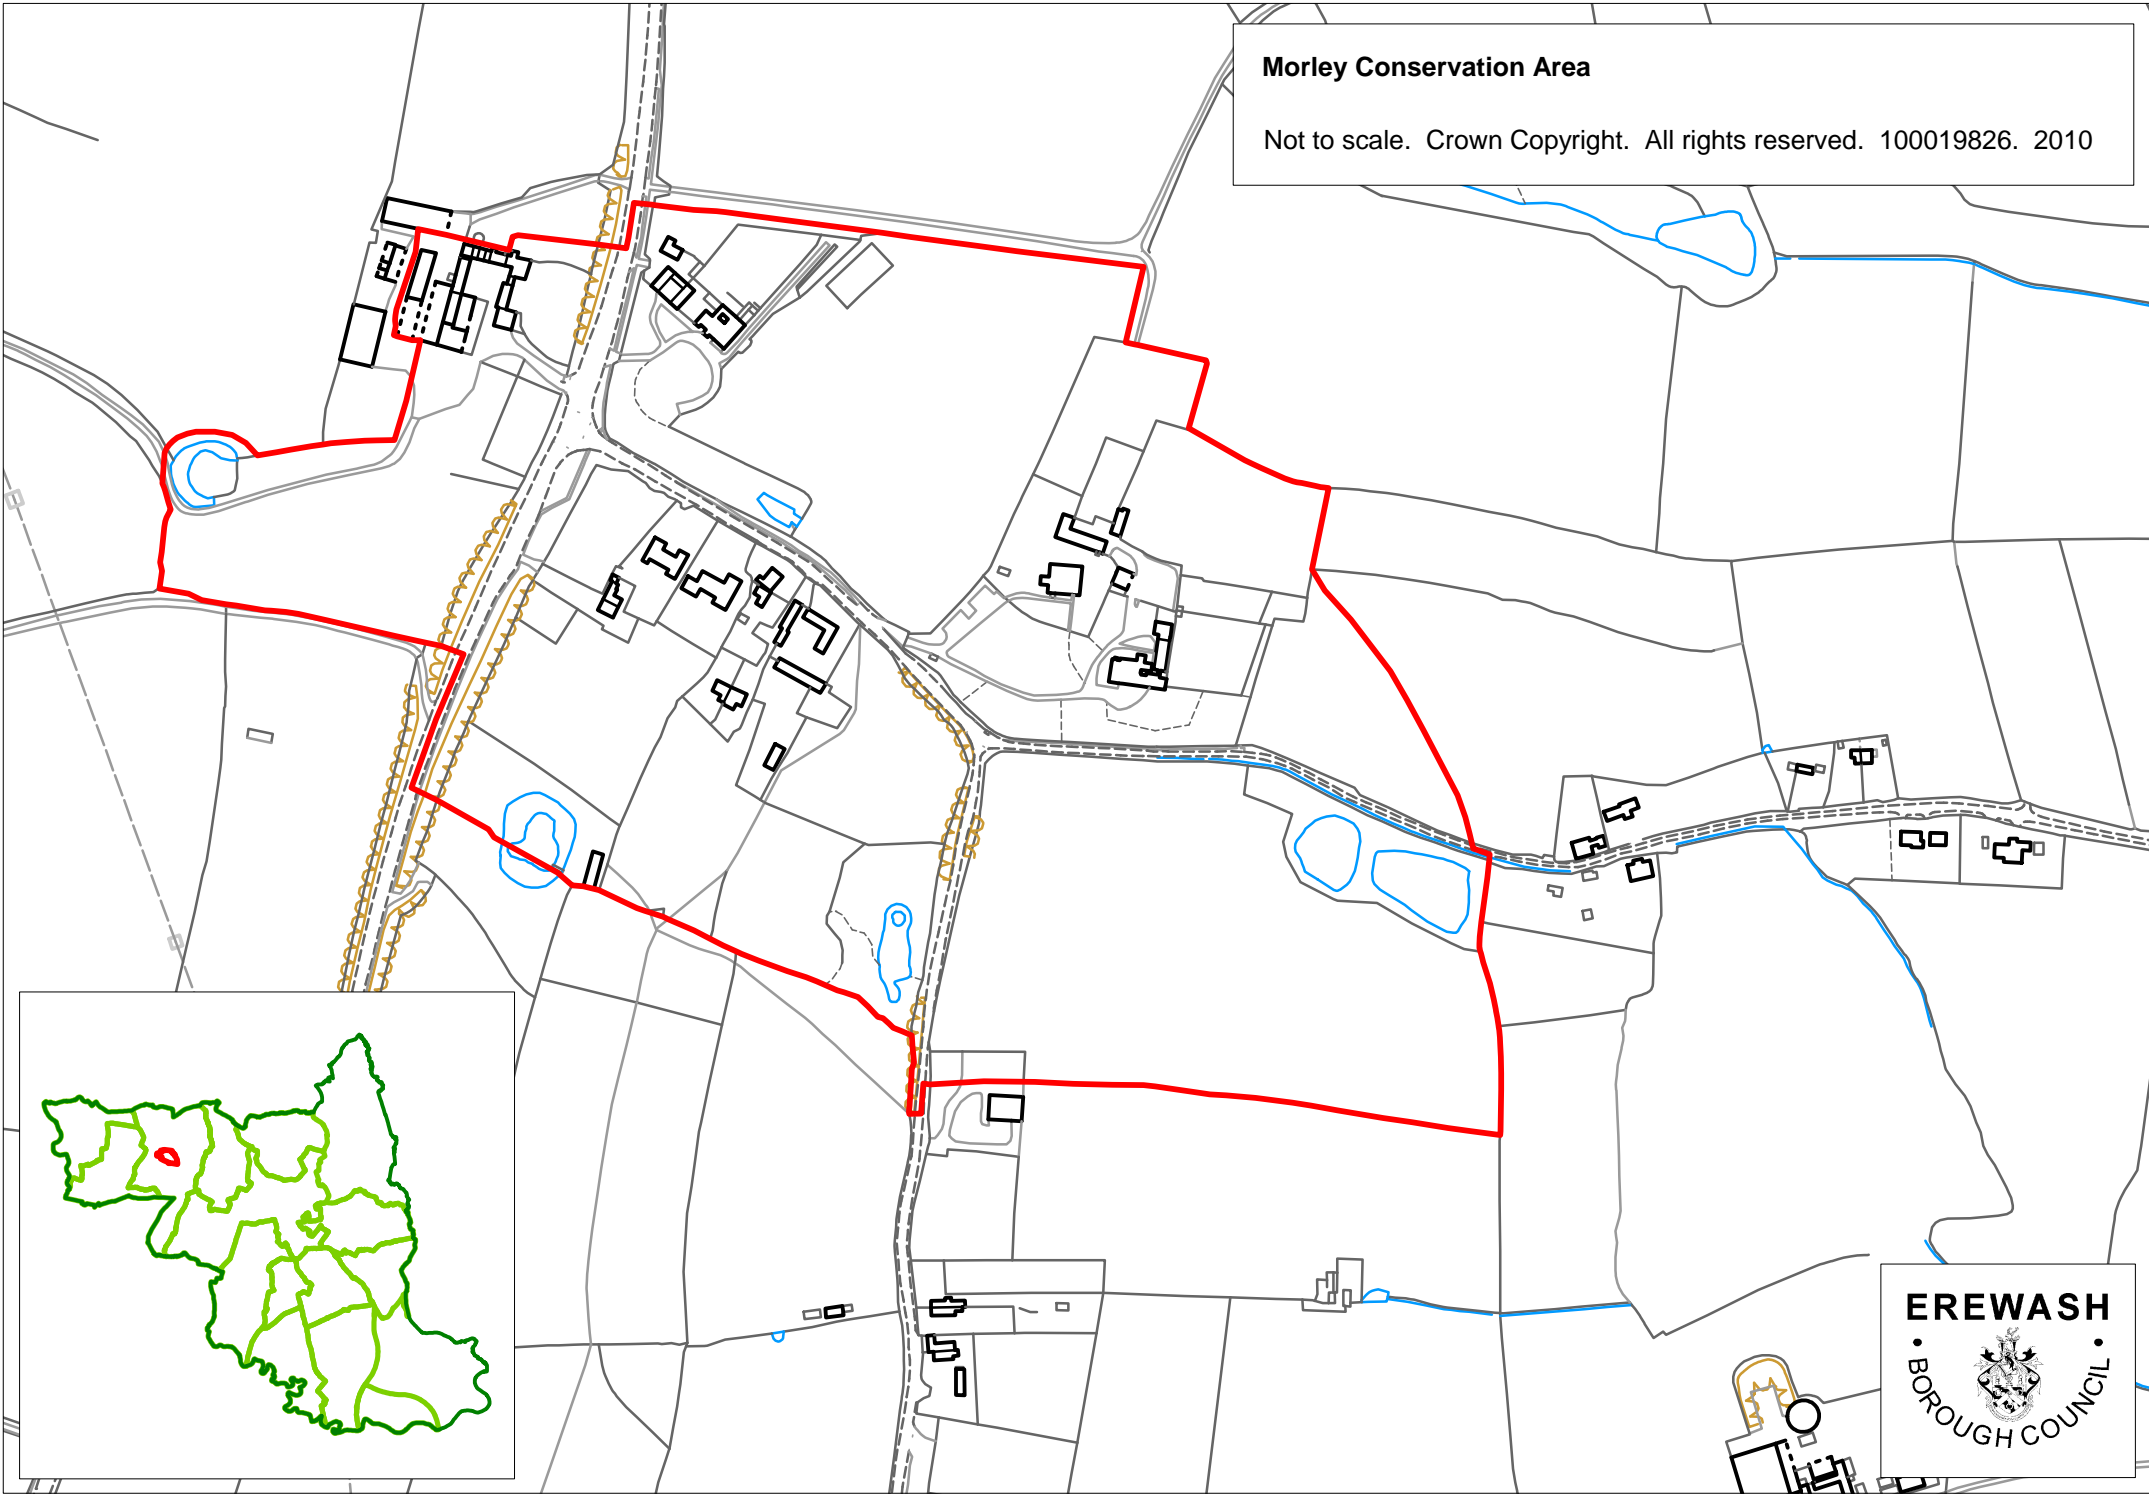 Morley Conservation Area
Not to scale. Crown Copyright. All rights reserved. 100019826. 2010
EREWASH
• BOROUGH COUNCIL •